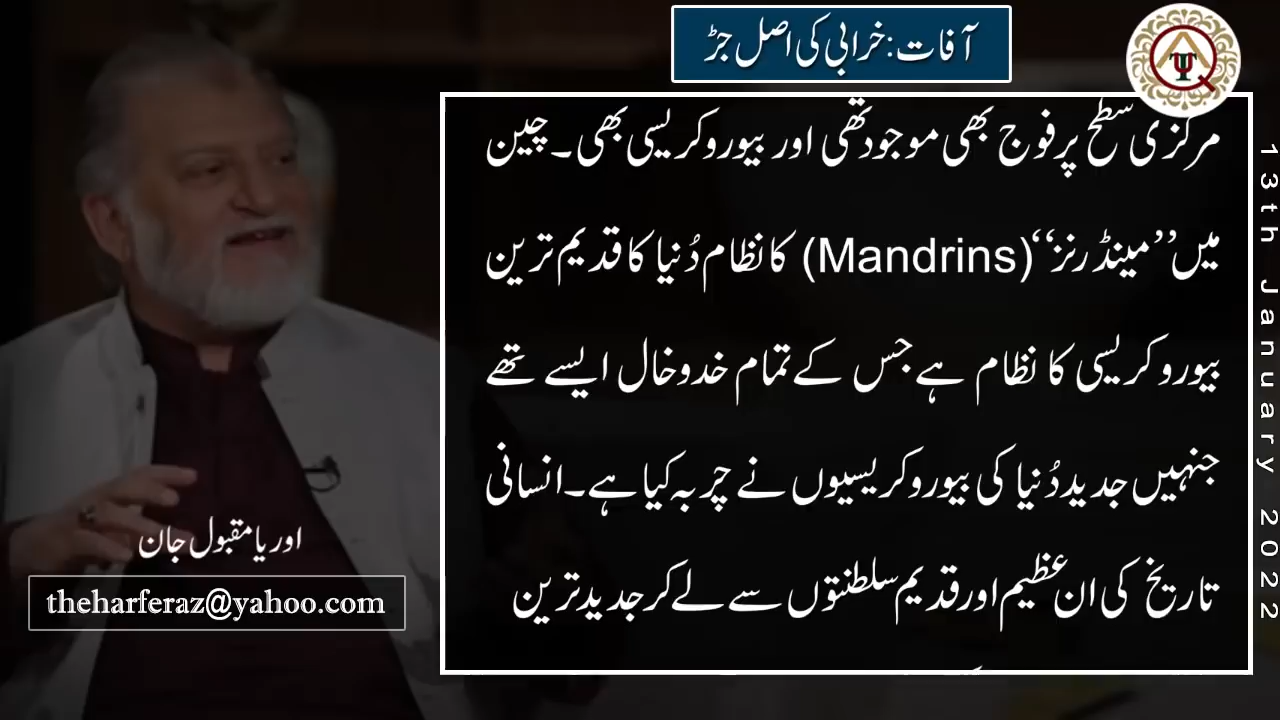 آفات: خرابی کی اصل جڑ
مرکزی سطح پر فوج بھی موجود تھی اور بیوروکریسی بھی۔ چین
میں ’’مینڈرنز‘‘ (Mandrins) کا نظام دُنیا کا قدیم ترین
بیوروکریسی کا نظام ہے جس کے تمام خدوخال ایسے تھے
جنہیں جدید دُنیا کی بیوروکریسیوں نے چربہ کیا ہے۔ انسانی
تاریخ کی ان عظیم اور قدیم سلطنتوں سے لے کر جدید ترین
اوریا مقبول جان
theharferaz@yahoo.com
13th January 2022